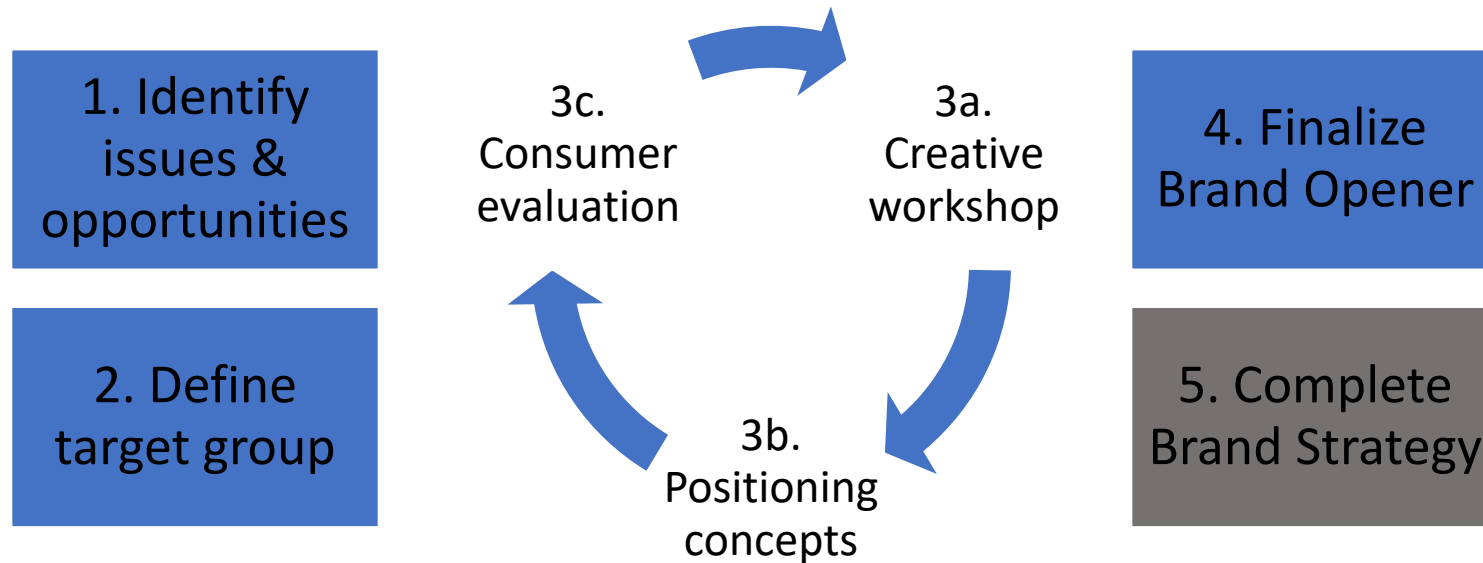 1. Identify
issues &
opportunities
2. Define
target group
3a.
Creative
workshop
3b.
Positioning
concepts
3c.
Consumer
evaluation
4. Finalize
Brand Opener
5. Complete
Brand Strategy